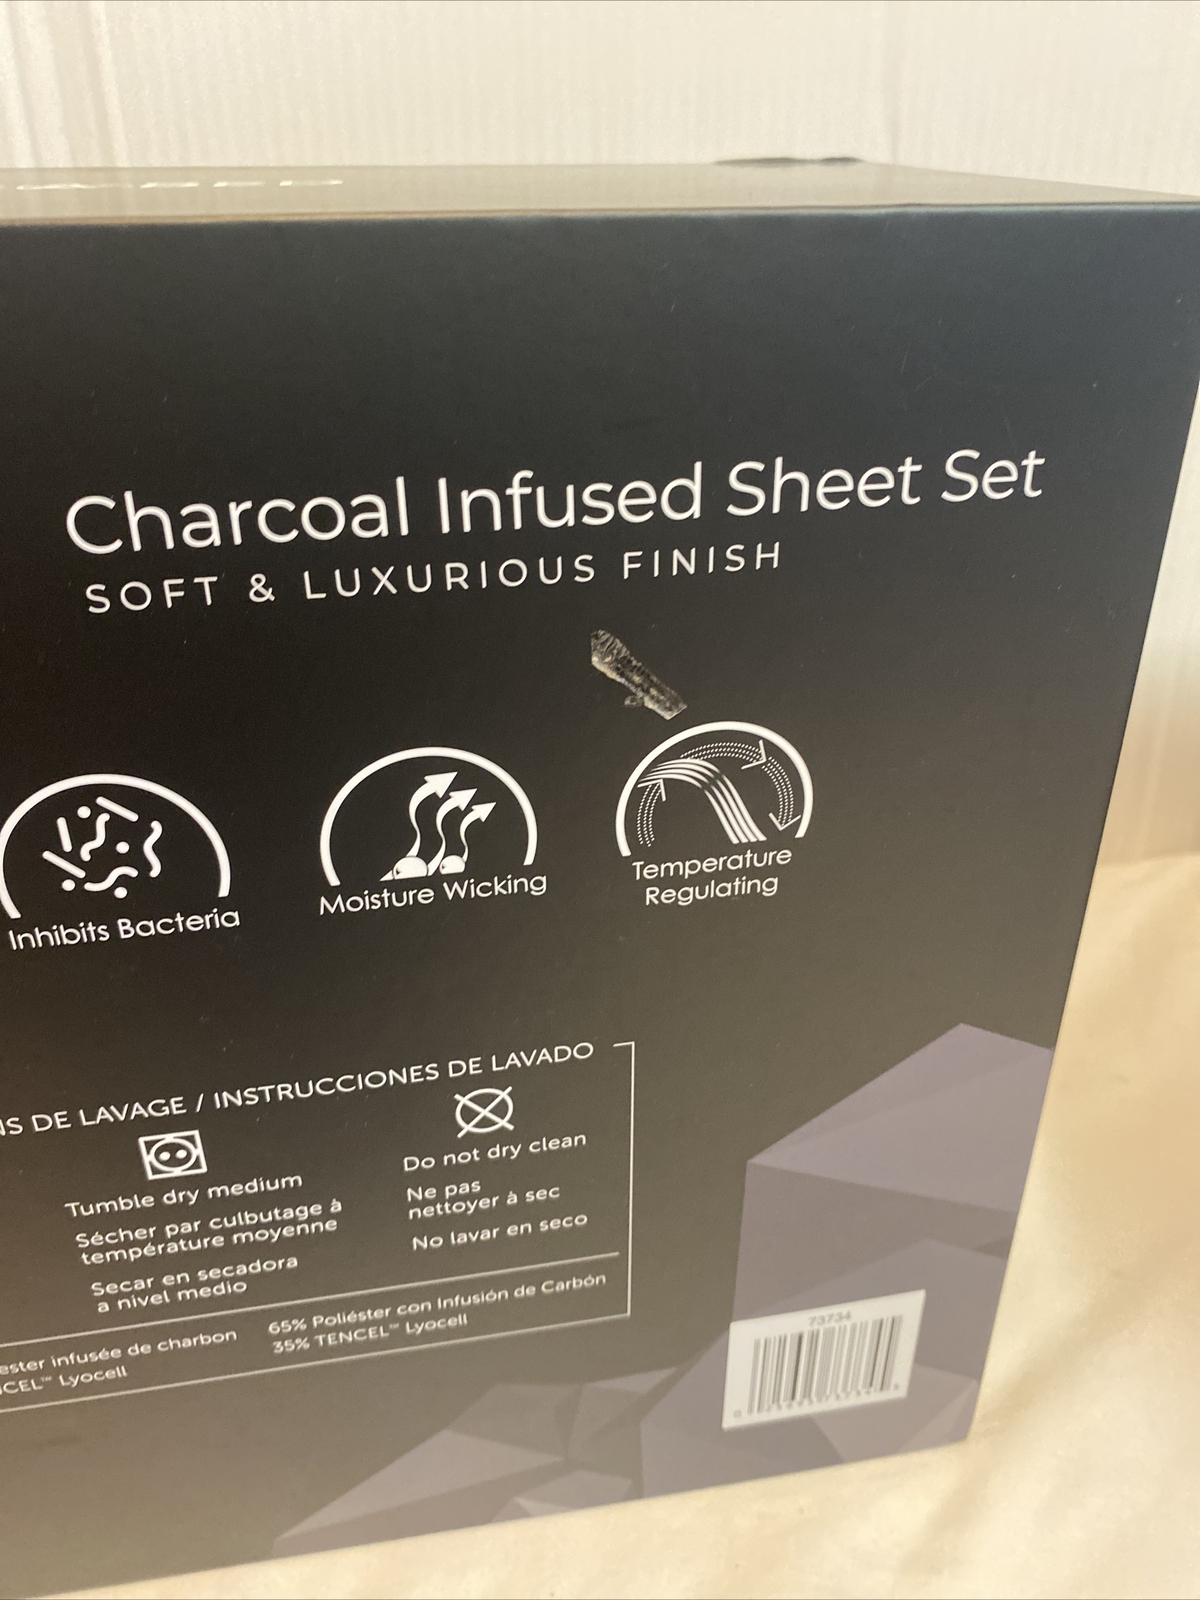 Charcoal Infused Sheet Set
SOFT & LUXURIOUS FINISH
Inhibits Bacteria
Moisture Wicking
Temperature
Regulating
DE LAVAGE / INSTRUCCIONES DE LAVADO
Tumble dry medium
Sécher par culbutage à
température moyenne
Secar en secadora
a nivel medio
Do not dry clean
Ne pas
nettoyer à sec
No lavar en seco
infusée de charbon
Lyocell
65% Poliéster con Infusión de Carbón
35% TENCEL™ Lyocell
73734